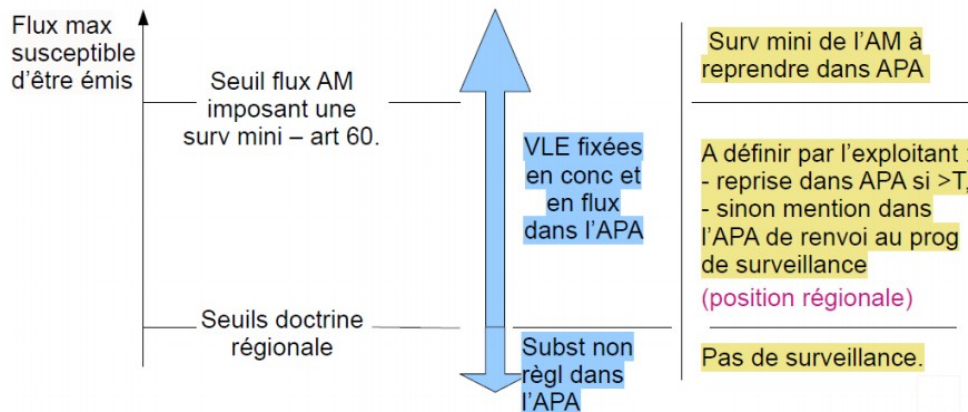 Flux max
susceptible
d'être émis
Seuil flux AM
imposant une
surv mini – art 60.
Seuils doctrine
régionale
VLE fixées
en conc et
en flux
dans l'APA
Subst non
règl dans
l'APA
Surv mini de l'AM à
reprendre dans APA
A définir par l'exploitant :
- reprise dans APA si >T,
- sinon mention dans
l'APA de renvoi au prog
de surveillance
(position régionale)
Pas de surveillance.